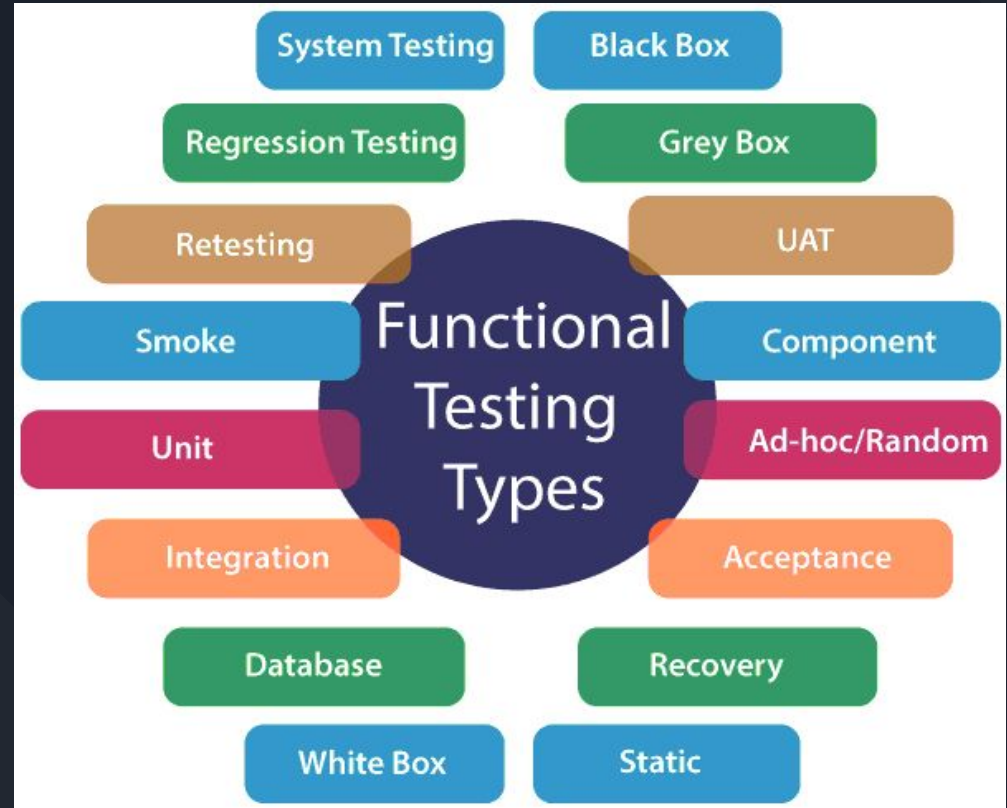 System Testing
Black Box
Regression Testing
Grey Box
Retesting
UAT
Smoke
Component
Functional
Testing
Types
Unit
Ad-hoc/Random
Integration
Acceptance
Database
Recovery
White Box
Static